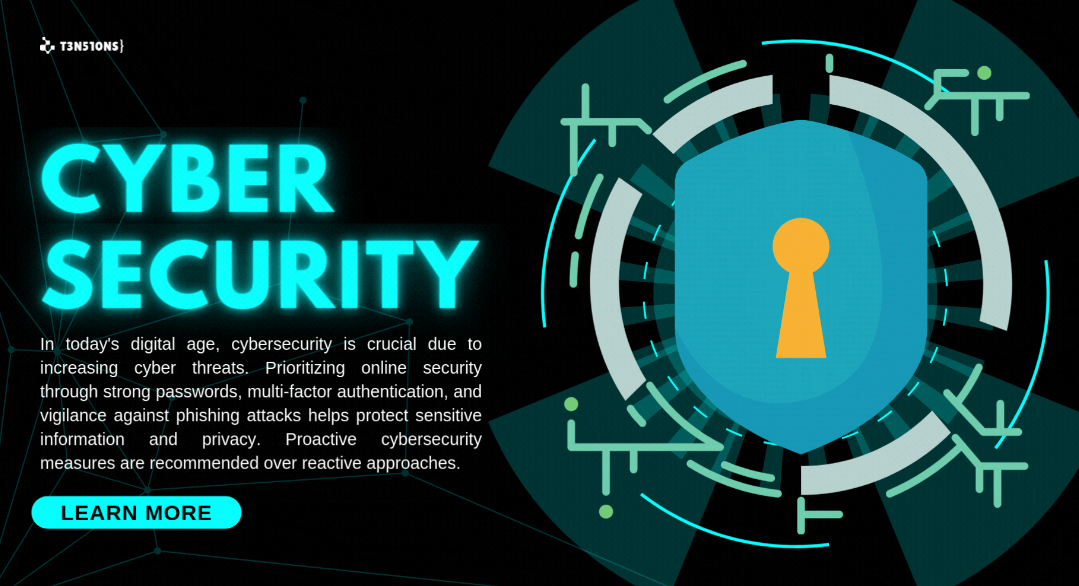 T3N5IONS}
CYBER
SECURITY
In today's digital age, cybersecurity is crucial due to
increasing cyber threats. Prioritizing online security
through strong passwords, multi-factor authentication, and
vigilance against phishing attacks helps protect sensitive
information and privacy. Proactive cybersecurity
measures are recommended over reactive approaches.
LEARN MORE